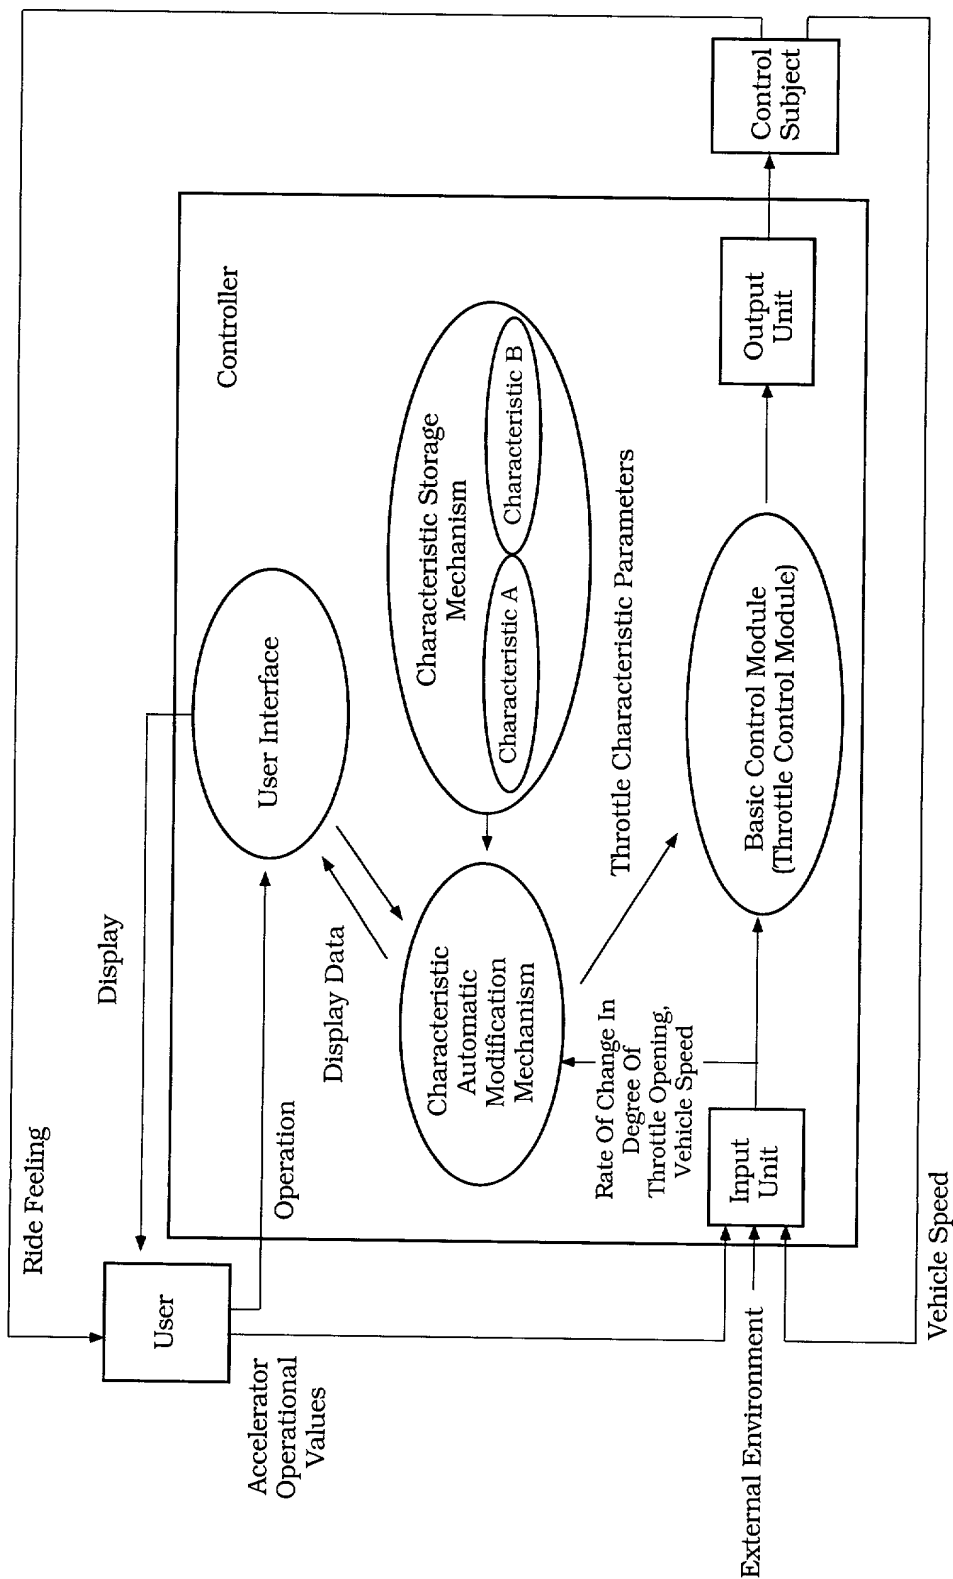 Ride Feeling
Display
User
Operation
Accelerator
Operational
Values
Controller
User Interface
Display Data
Characteristic Storage
Mechanism
Characteristic A
Characteristic B
Characteristic
Automatic
Modification
Mechanism
Throttle Characteristic Parameters
Rate Of Change In
Degree Of
Throttle Opening,
Vehicle Speed
Input
Unit
Basic Control Module
(Throttle Control Module)
Output
Unit
Control
Subject
External Environment
Vehicle Speed